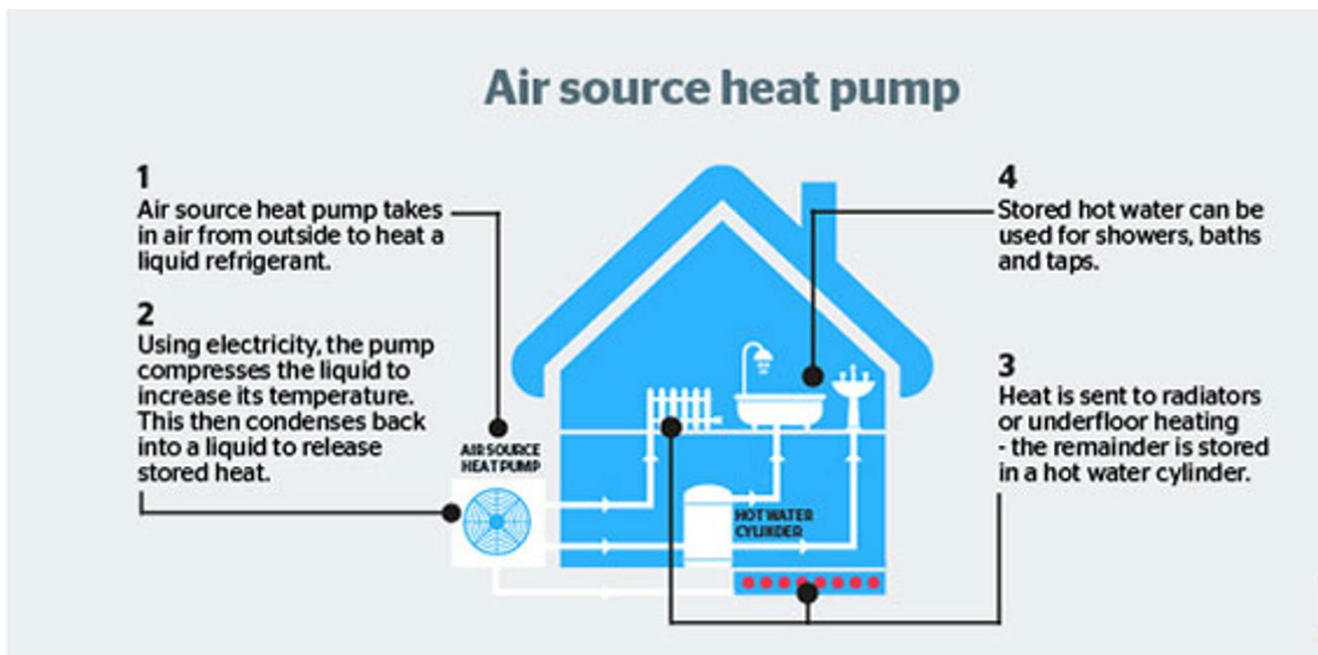 Air source heat pump
1
Air source heat pump takes
in air from outside to heat a
liquid refrigerant.
2
Using electricity, the pump
compresses the liquid to
increase its temperature.
This then condenses back
into a liquid to release
stored heat.
AIR SOURCE
HEAT PUMP
HOT WATER
CYLINDER
4
Stored hot water can be
used for showers, baths
and taps.
3
Heat is sent to radiators
or underfloor heating
- the remainder is stored
in a hot water cylinder.